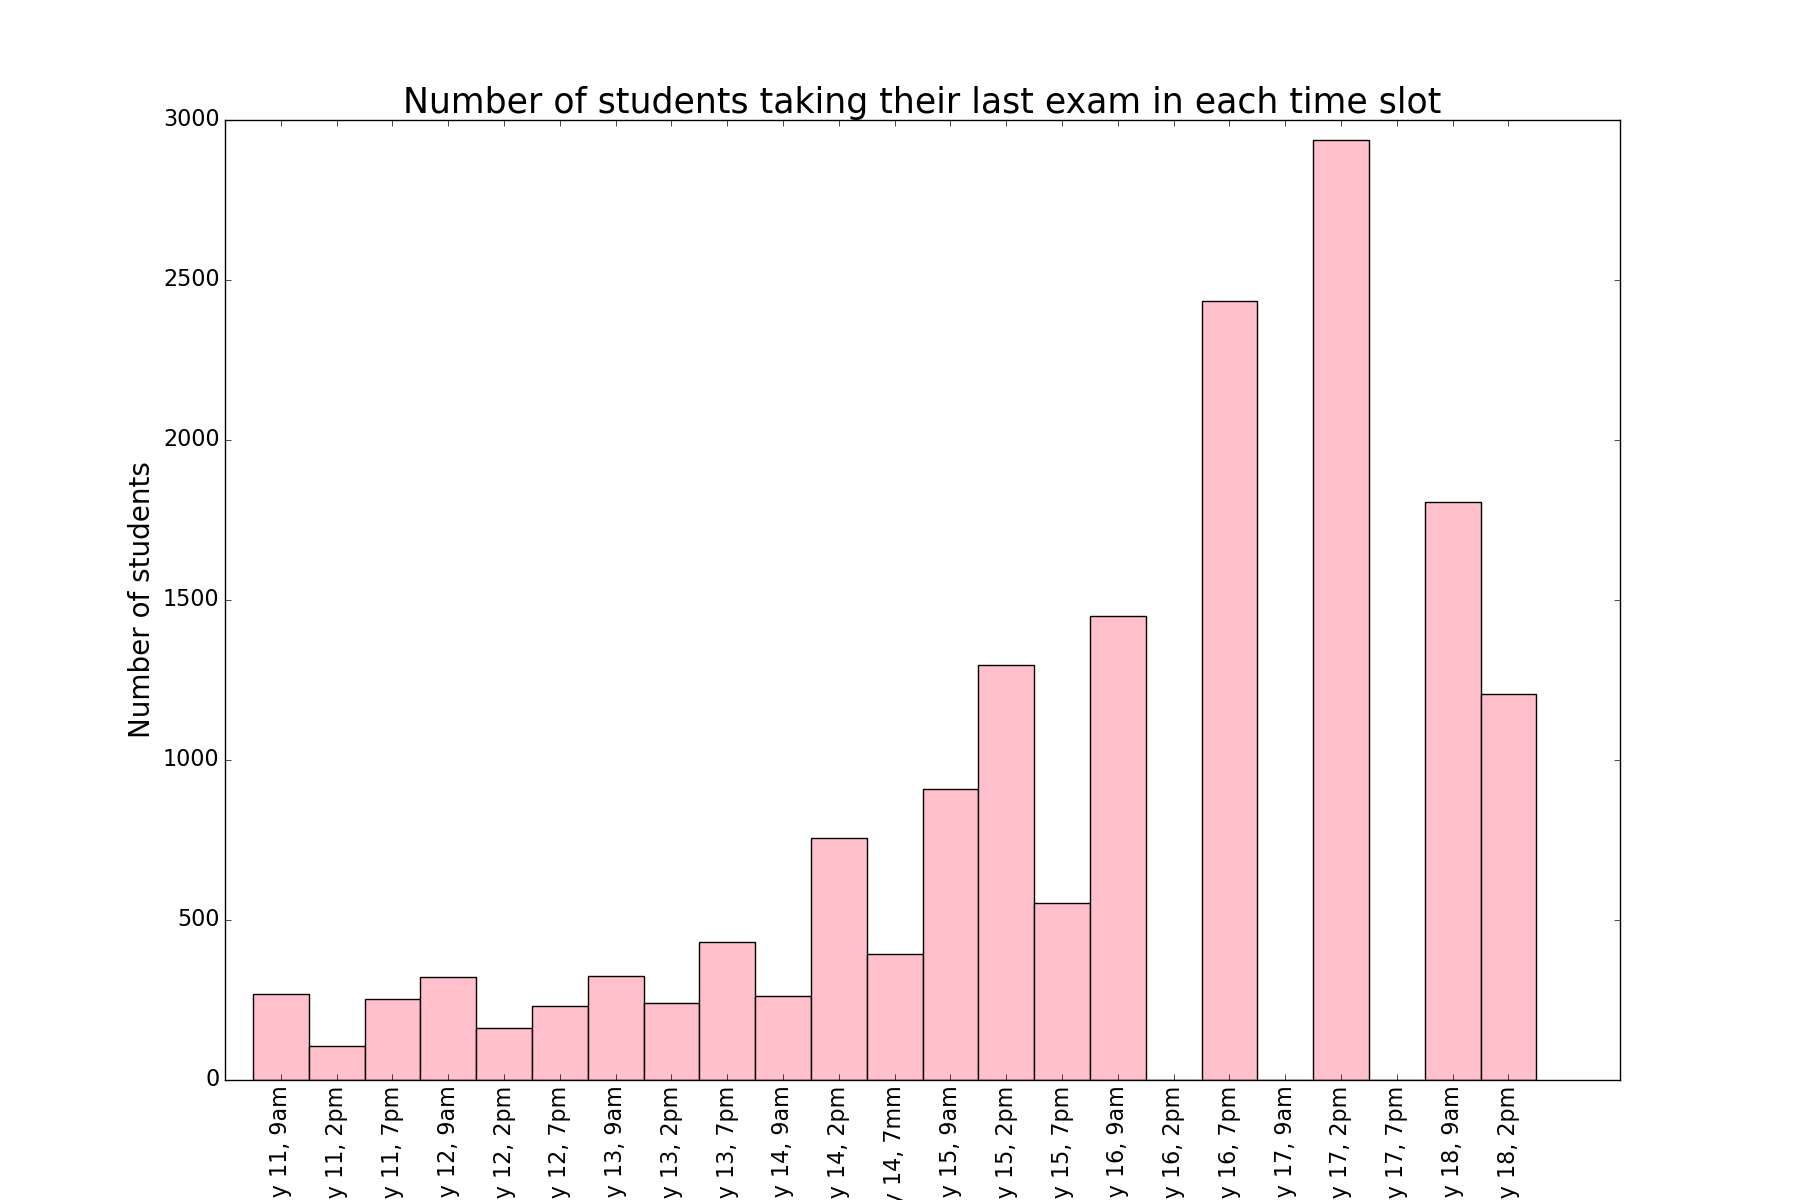 Number of students taking their last exam in each time slot
Number of students
3000
2500
2000
1500
1000
500
0
y 11, 9am
y 11, 2pm
y 11, 7pm
y 12, 9am
y 12, 2pm
y 12, 7pm
y 13, 9am
y 13, 2pm
y 13, 7pm
y 14, 9am
y 14, 2pm
y 14, 7mm
y 15, 9am
y 15, 2pm
y 15, 7pm
y 16, 9am
y 16, 2pm
y 16, 7pm
y 17, 9am
y 17, 2pm
y 17, 7pm
y 18, 9am
y 18, 2pm